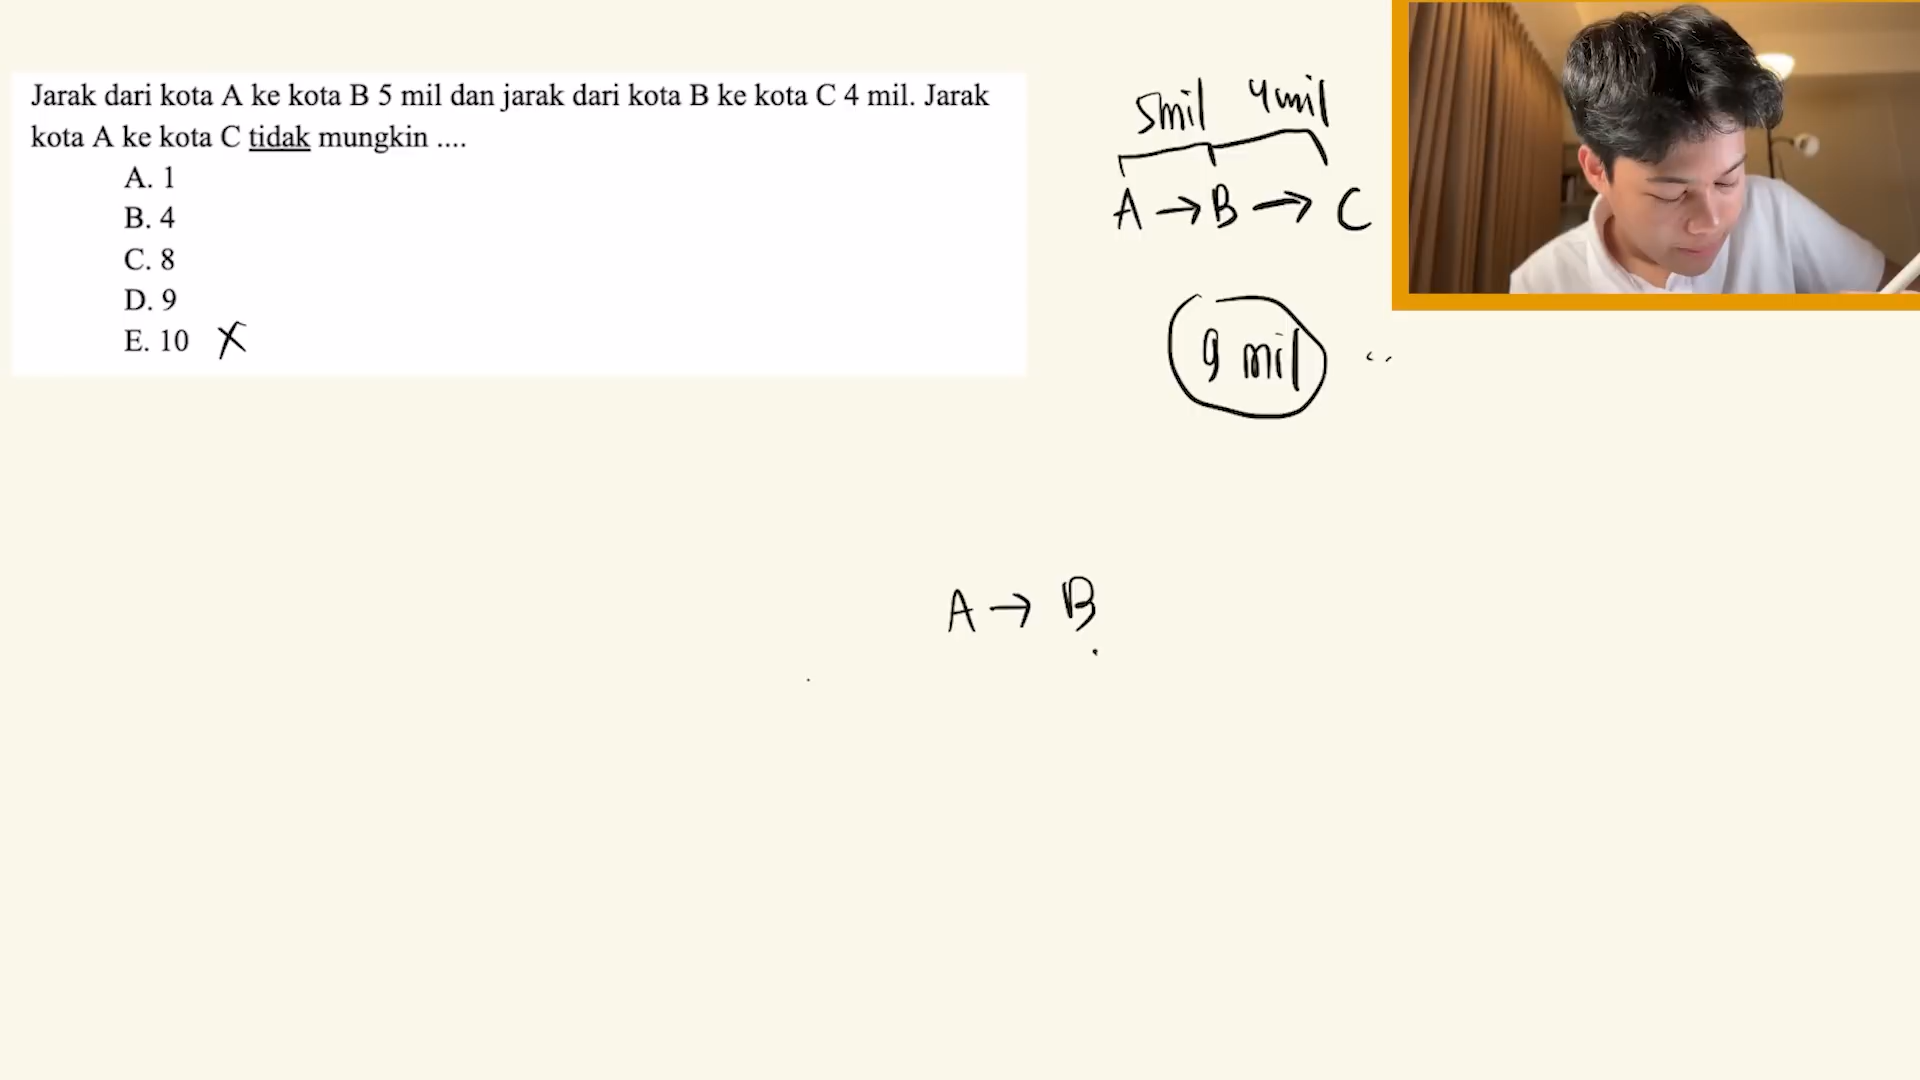 Jarak dari kota A ke kota B 5 mil dan jarak dari kota B ke kota C 4 mil. Jarak
kota A ke kota C tidak mungkin ....
A. 1
B. 4
C. 8
D. 9
E. 10 X
5mil 4mil
A → B → C
9 mil
A → B